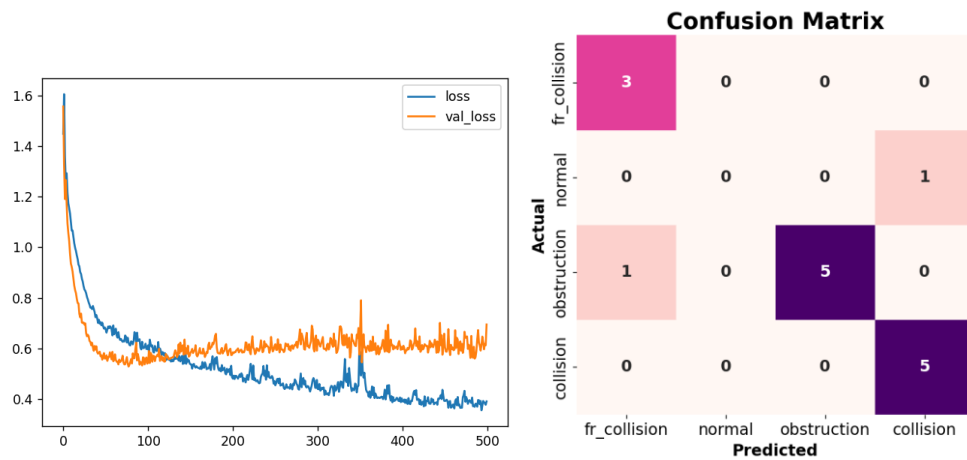 1.6
1.4
1.2
1.0
0.8
0.6
0.4
0 100 200 300 400 500
loss
val_loss
Confusion Matrix
Actual
fr_collision
normal
obstruction
collision
3 0 0 0
0 0 0 1
1 0 5 0
0 0 0 5
fr_collision normal obstruction collision
Predicted